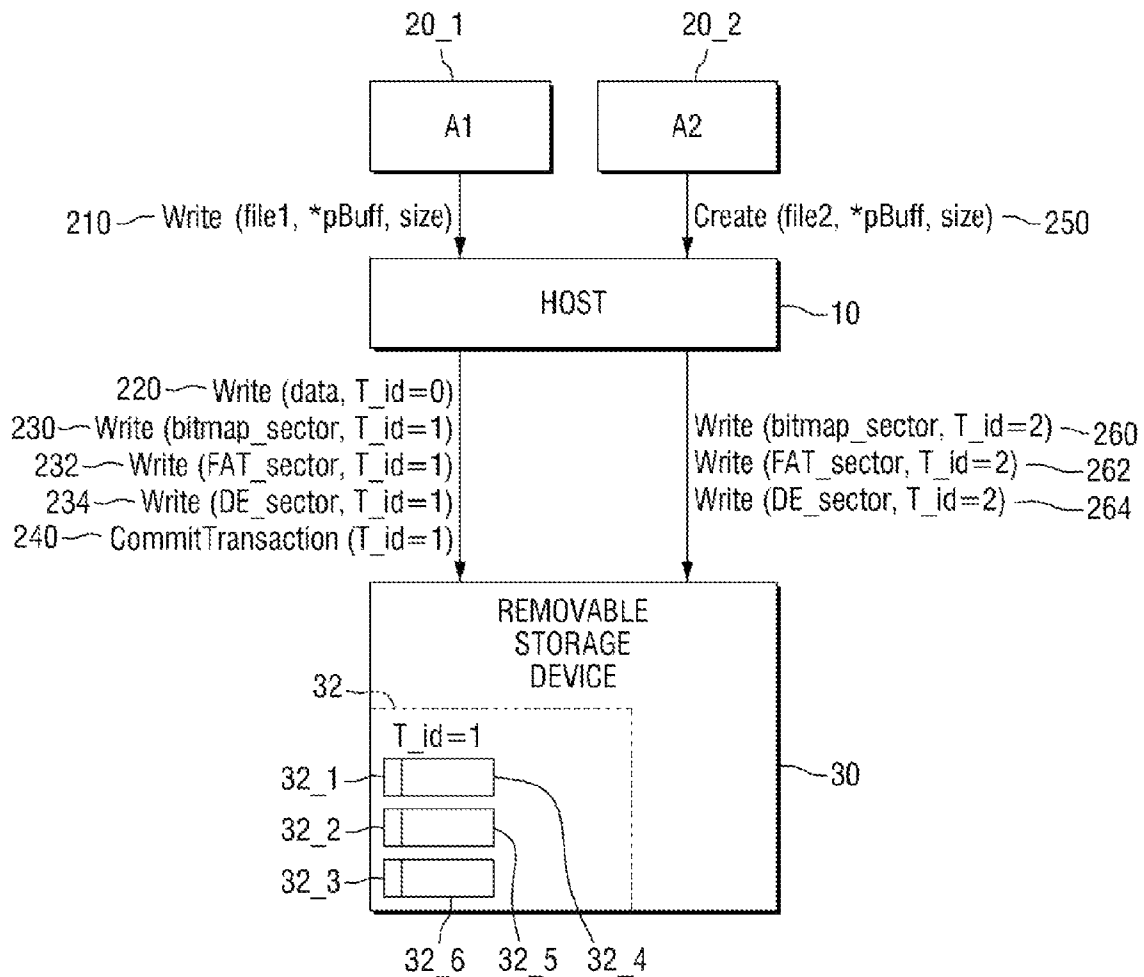 20_1 20_2
A1 A2
210 Write (file1, *pBuff, size) Create (file2, *pBuff, size) 250
HOST
10
220 Write (data, T_id=0)
230 Write (bitmap_sector, T_id=1) Write (bitmap_sector, T_id=2) 260
232 Write (FAT_sector, T_id=1) Write (FAT_sector, T_id=2) 262
234 Write (DE_sector, T_id=1) Write (DE_sector, T_id=2) 264
240 CommitTransaction (T_id=1)
REMOVABLE
STORAGE
DEVICE
32
T_id=1
32_1 30
32_2
32_3
32_6 32_5 32_4